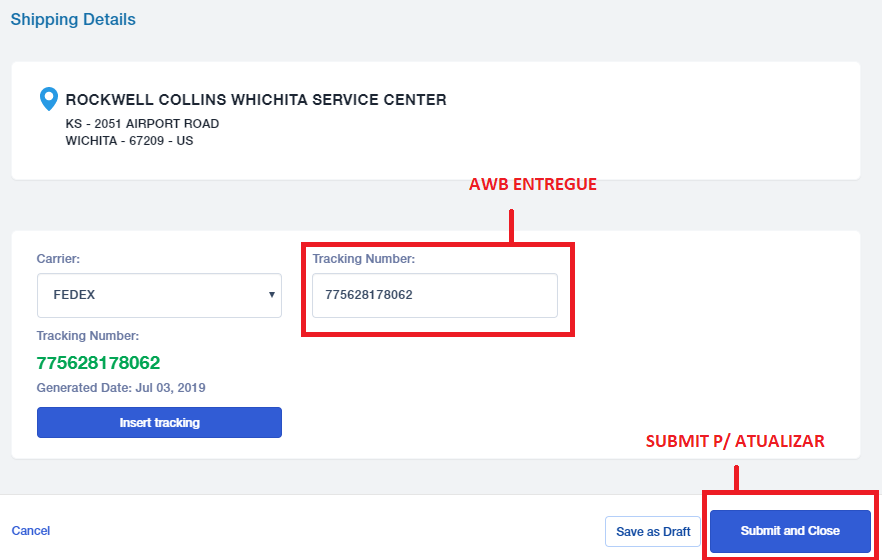 Shipping Details
ROCKWELL COLLINS WHICHITA SERVICE CENTER
KS - 2051 AIRPORT ROAD
WICHITA - 67209 - US
AWB ENTREGUE
Carrier:
Tracking Number:
FEDEX
775628178062
Tracking Number:
775628178062
Generated Date: Jul 03, 2019
Insert tracking
SUBMIT P/ ATUALIZAR
Cancel
Save as Draft
Submit and Close